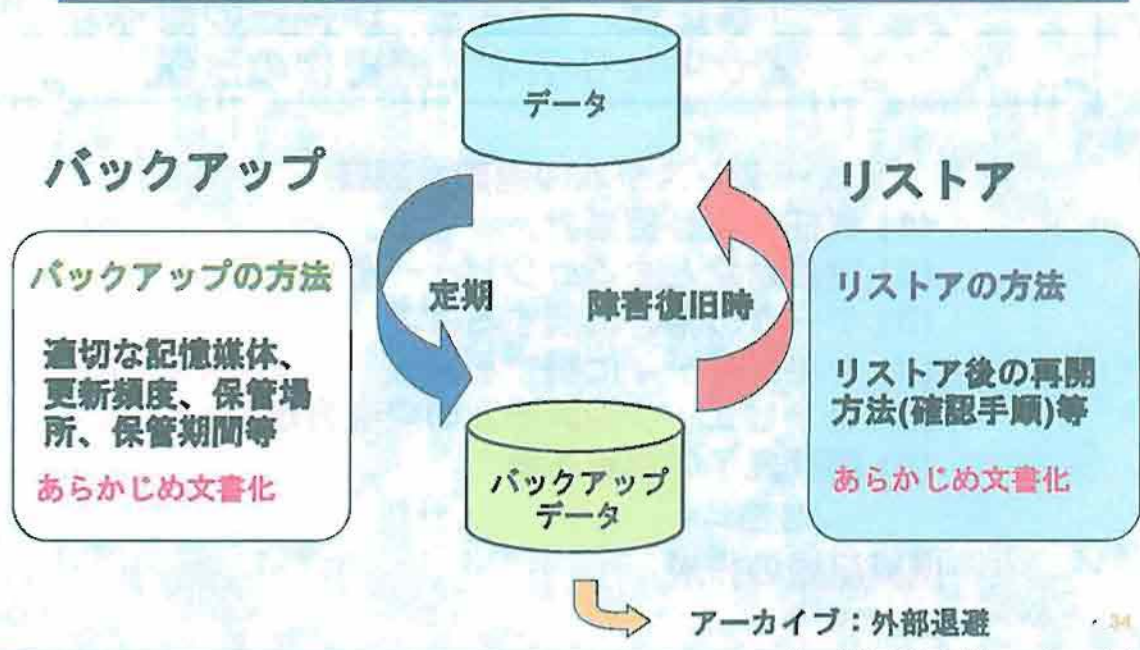 データ
バックアップ
リストア
バックアップの方法
適切な記憶媒体、
更新頻度、保管場
所、保管期間等
あらかじめ文書化
定期
障害復旧時
リストアの方法
リストア後の再開
方法(確認手順)等
あらかじめ文書化
バックアップ
データ
アーカイブ：外部退避
34